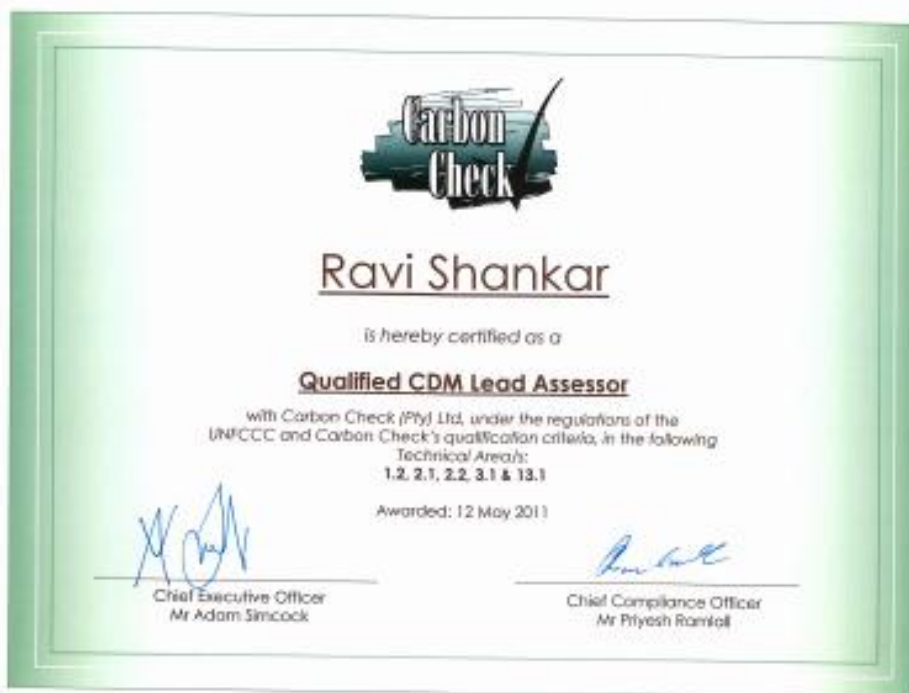 Carbon
Check
Ravi Shankar
is hereby certified as a
Qualified CDM Lead Assessor
with Carbon Check (Pty) Ltd, under the regulations of the
UNFCCC and Carbon Check's qualification criteria, in the following
Technical Area/s:
1.2, 2.1, 2.2, 3.1 & 13.1
Awarded: 12 May 2011
Chief Executive Officer
Mr Adam Simcock
Chief Compliance Officer
Mr Priyesh Ramlall